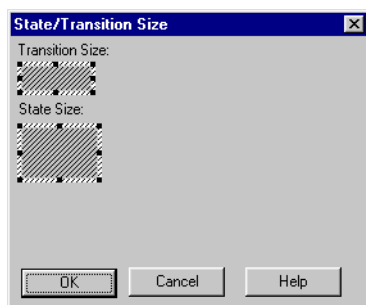 State/Transition Size
Transition Size:
State Size:
OK Cancel Help